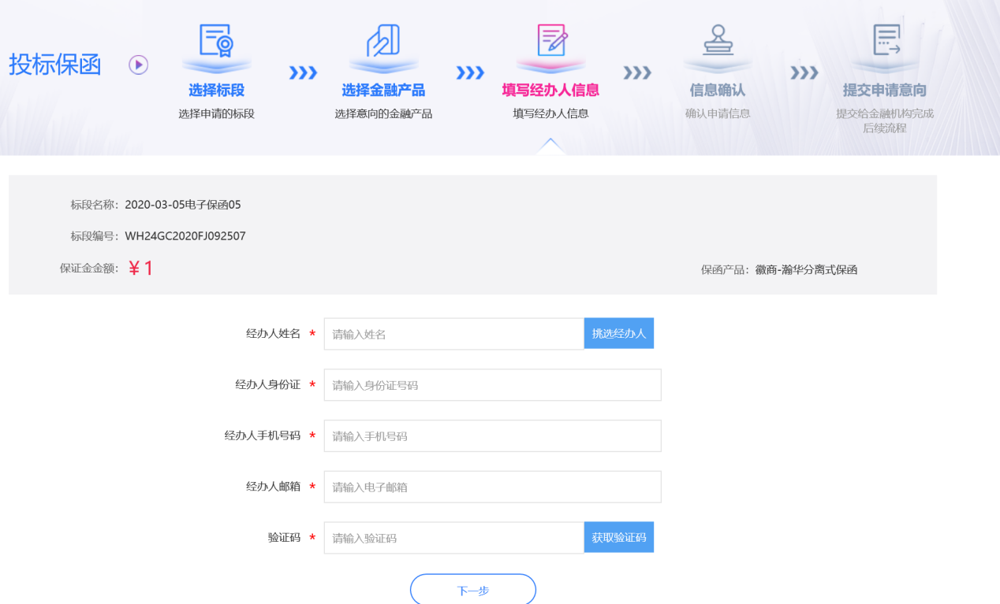 投标保函
选择标段
选择申请的标段
选择金融产品
选择意向的金融产品
填写经办人信息
填写经办人信息
信息确认
确认申请信息
提交申请意向
提交给金融机构完成
后续流程
标段名称：2020-03-05电子保函05
标段编号：WH24GC2020FJ092507
保证金金额：￥1
保函产品：徽商-瀚华分离式保函
经办人姓名 * 请输入姓名 挑选经办人
经办人身份证 * 请输入身份证号码
经办人手机号码 * 请输入手机号码
经办人邮箱 * 请输入电子邮箱
验证码 * 请输入验证码 获取验证码
下一步